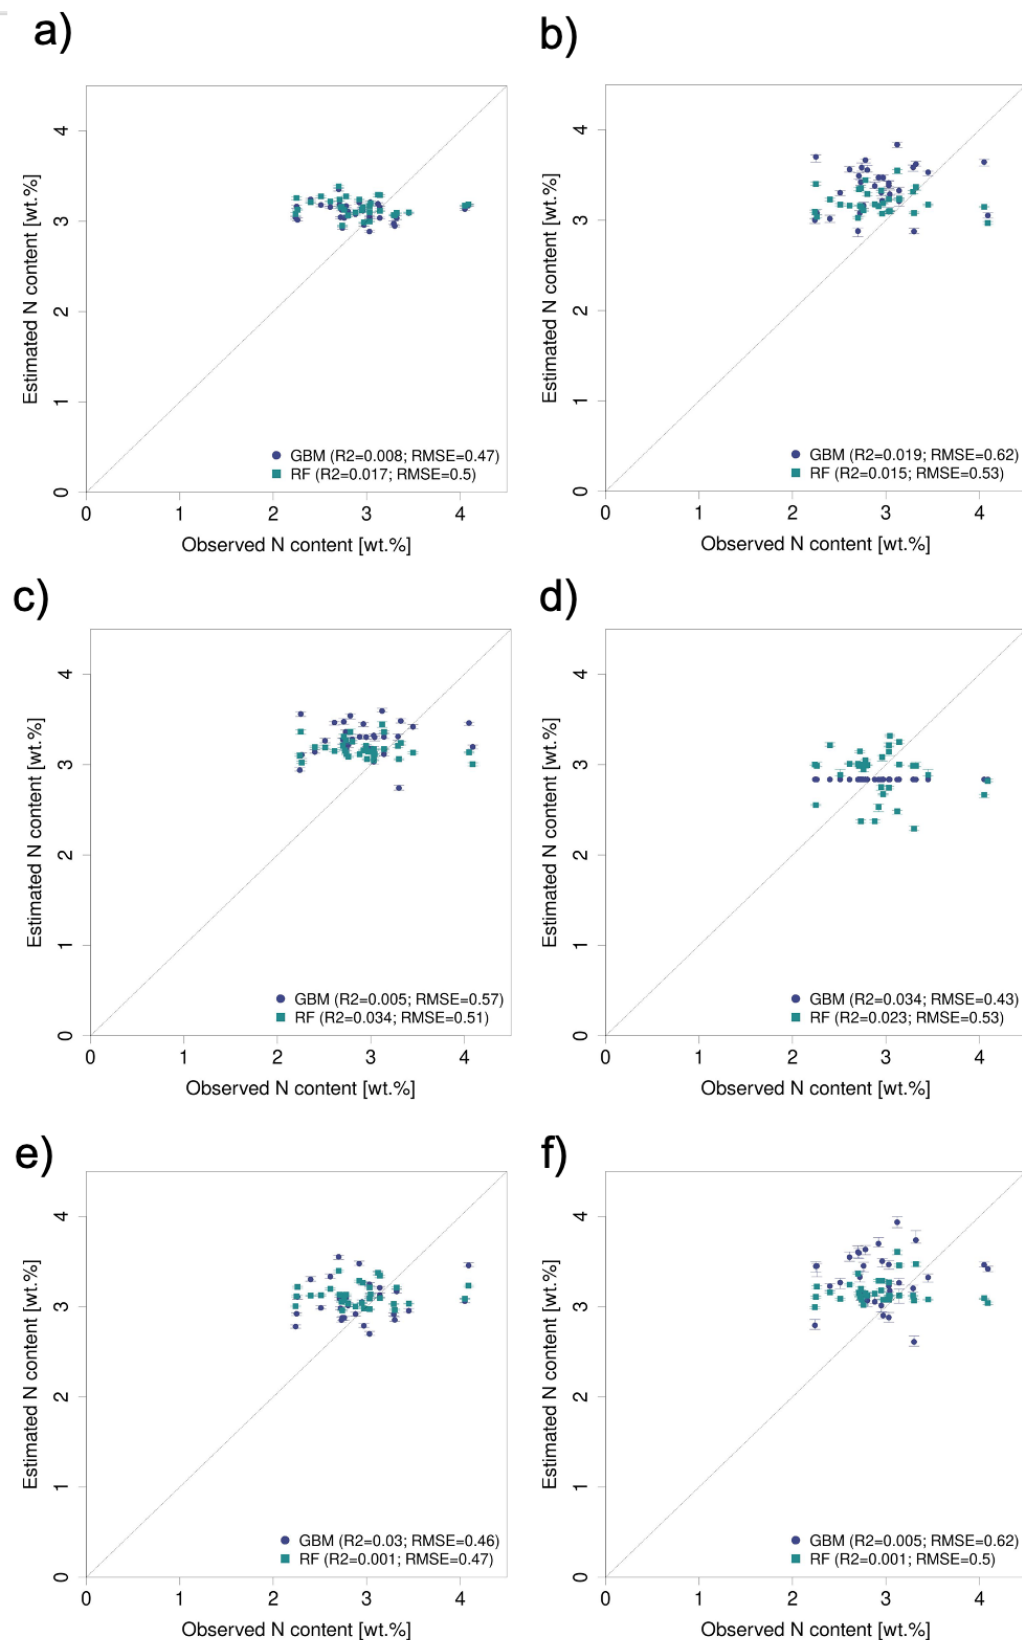 a)
Estimated N content [wt.%]
4
3
2
1
0
GBM (R2=0.008; RMSE=0.47)
RF (R2=0.017; RMSE=0.5)
0 1 2 3 4
Observed N content [wt.%]
b)
Estimated N content [wt.%]
4
3
2
1
0
GBM (R2=0.019; RMSE=0.62)
RF (R2=0.015; RMSE=0.53)
0 1 2 3 4
Observed N content [wt.%]
c)
Estimated N content [wt.%]
4
3
2
1
0
GBM (R2=0.005; RMSE=0.57)
RF (R2=0.034; RMSE=0.51)
0 1 2 3 4
Observed N content [wt.%]
d)
Estimated N content [wt.%]
4
3
2
1
0
GBM (R2=0.034; RMSE=0.43)
RF (R2=0.023; RMSE=0.53)
0 1 2 3 4
Observed N content [wt.%]
e)
Estimated N content [wt.%]
4
3
2
1
0
GBM (R2=0.03; RMSE=0.46)
RF (R2=0.001; RMSE=0.47)
0 1 2 3 4
Observed N content [wt.%]
f)
Estimated N content [wt.%]
4
3
2
1
0
GBM (R2=0.005; RMSE=0.62)
RF (R2=0.001; RMSE=0.5)
0 1 2 3 4
Observed N content [wt.%]